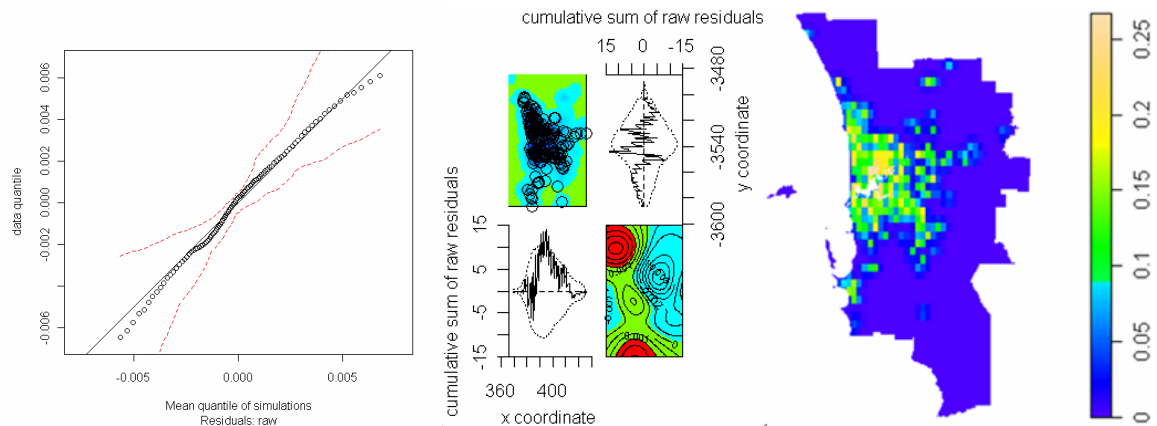 0.006
0.004
0.002
0.000
-0.002
-0.006
data quantile
-0.005 0.000 0.005
Mean quantile of simulations
Residuals: raw
cumulative sum of raw residuals
15 0 -15
-3480
-3540
-3600
y coordinate
cumulative sum of raw residuals
15
5
-5
-15
360 400
x coordinate
0.25
0.2
0.15
0.1
0.05
0